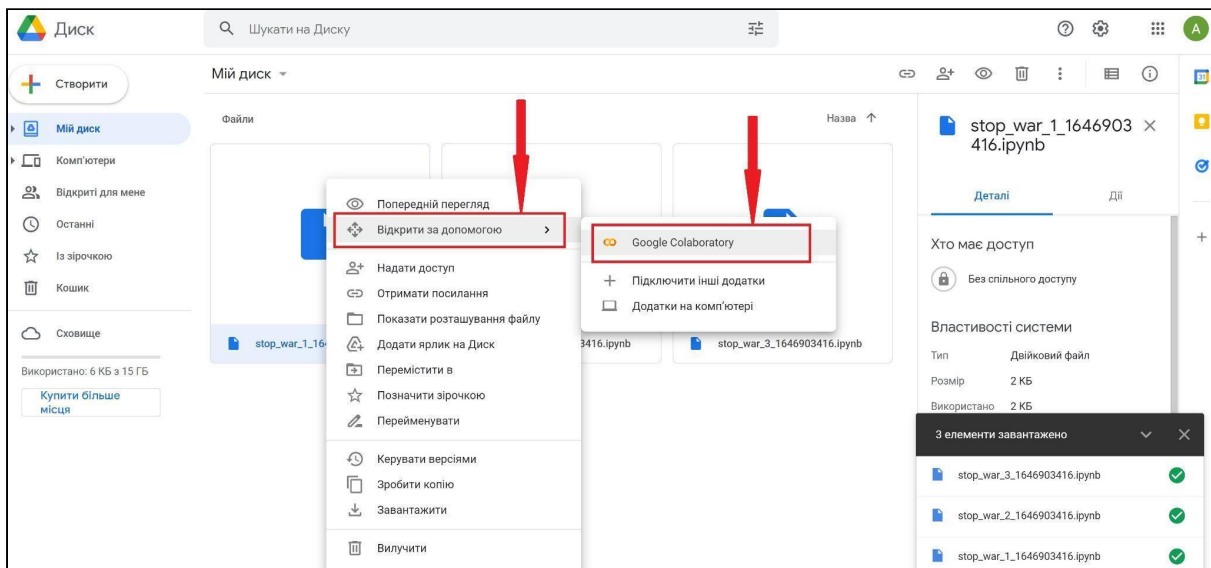 Диск
Шукати на Диску
A
Створити
Мій диск
Комп'ютери
Відкриті для мене
Останні
Із зірочкою
Кошик
Сховище
Використано: 6 КБ з 15 ГБ
Купити більше
місця
Мій диск
Файли
Назва
stop_war_1_16
3416.ipynb
stop_war_3_1646903416.ipynb
Попередній перегляд
Відкрити за допомогою
Надати доступ
Отримати посилання
Показати розташування файлу
Додати ярлик на Диск
Перемістити в
Позначити зірочкою
Перейменувати
Керувати версіями
Зробити копію
Завантажити
Вилучити
Google Colaboratory
Підключити інші додатки
Додатки на комп'ютері
stop_war_1_1646903
416.ipynb
Деталі
Дії
Хто має доступ
Без спільного доступу
Властивості системи
Тип Двійковий файл
Розмір 2 КБ
Використано 2 КБ
3 елементи завантажено
stop_war_3_1646903416.ipynb
stop_war_2_1646903416.ipynb
stop_war_1_1646903416.ipynb
31